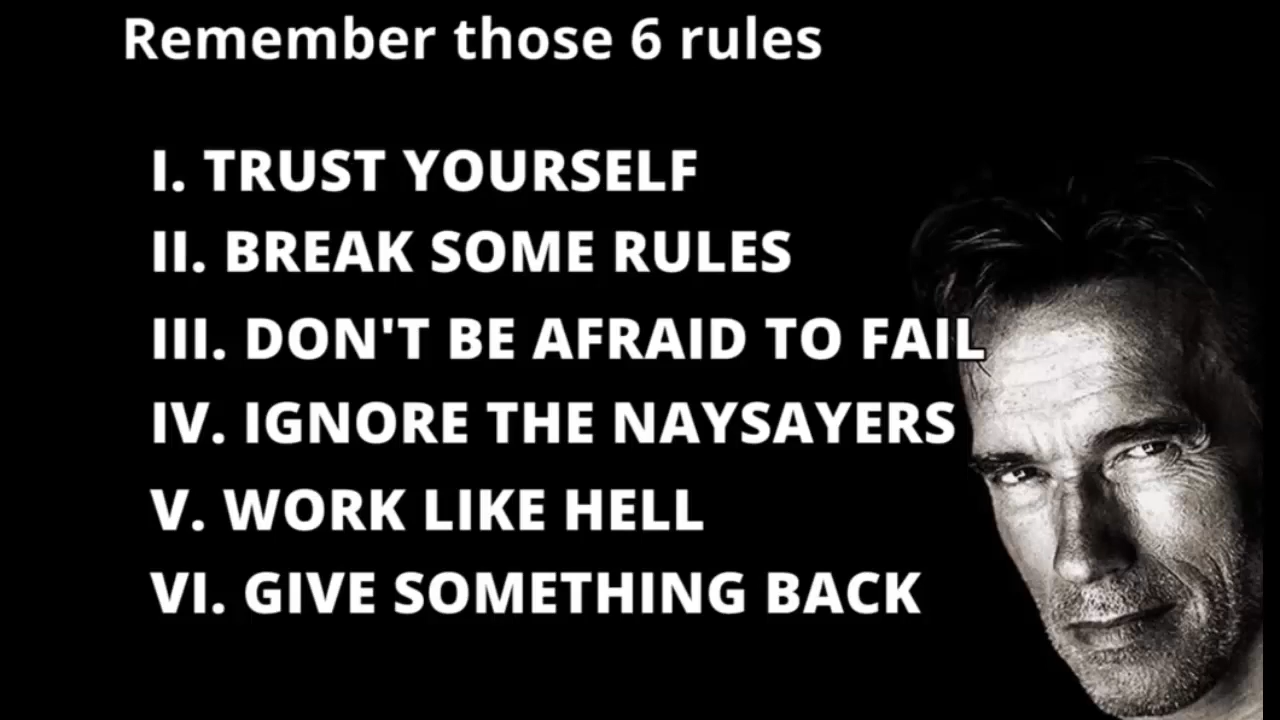 Remember those 6 rules
I. TRUST YOURSELF
II. BREAK SOME RULES
III. DON'T BE AFRAID TO FAIL
IV. IGNORE THE NAYSAYERS
V. WORK LIKE HELL
VI. GIVE SOMETHING BACK